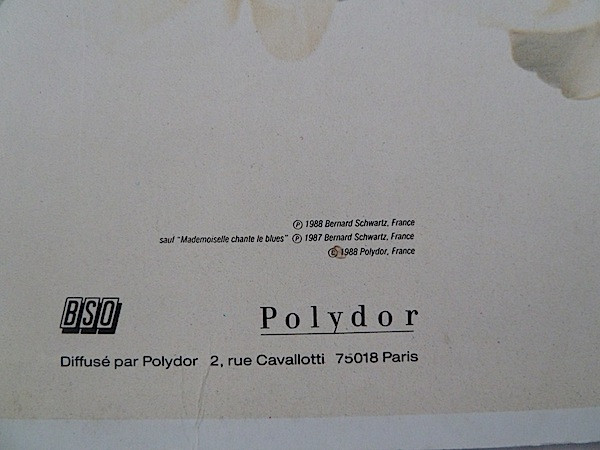 Ⓟ 1988 Bernard Schwartz, France
sauf "Mademoiselle chante le blues" Ⓟ 1987 Bernard Schwartz, France
© 1988 Polydor, France
BSO
Polydor
Diffusé par Polydor 2, rue Cavallotti 75018 Paris